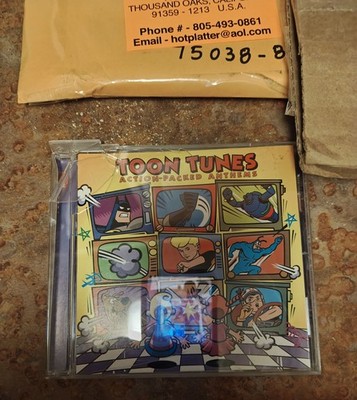 THOUSAND OAKS, CALIF
91359 - 1213 U.S.A.
Phone # - 805-493-0861
Email - hotplatter@aol.com
75038-8
TOON TUNES
ACTION-PACKED ANTHEMS